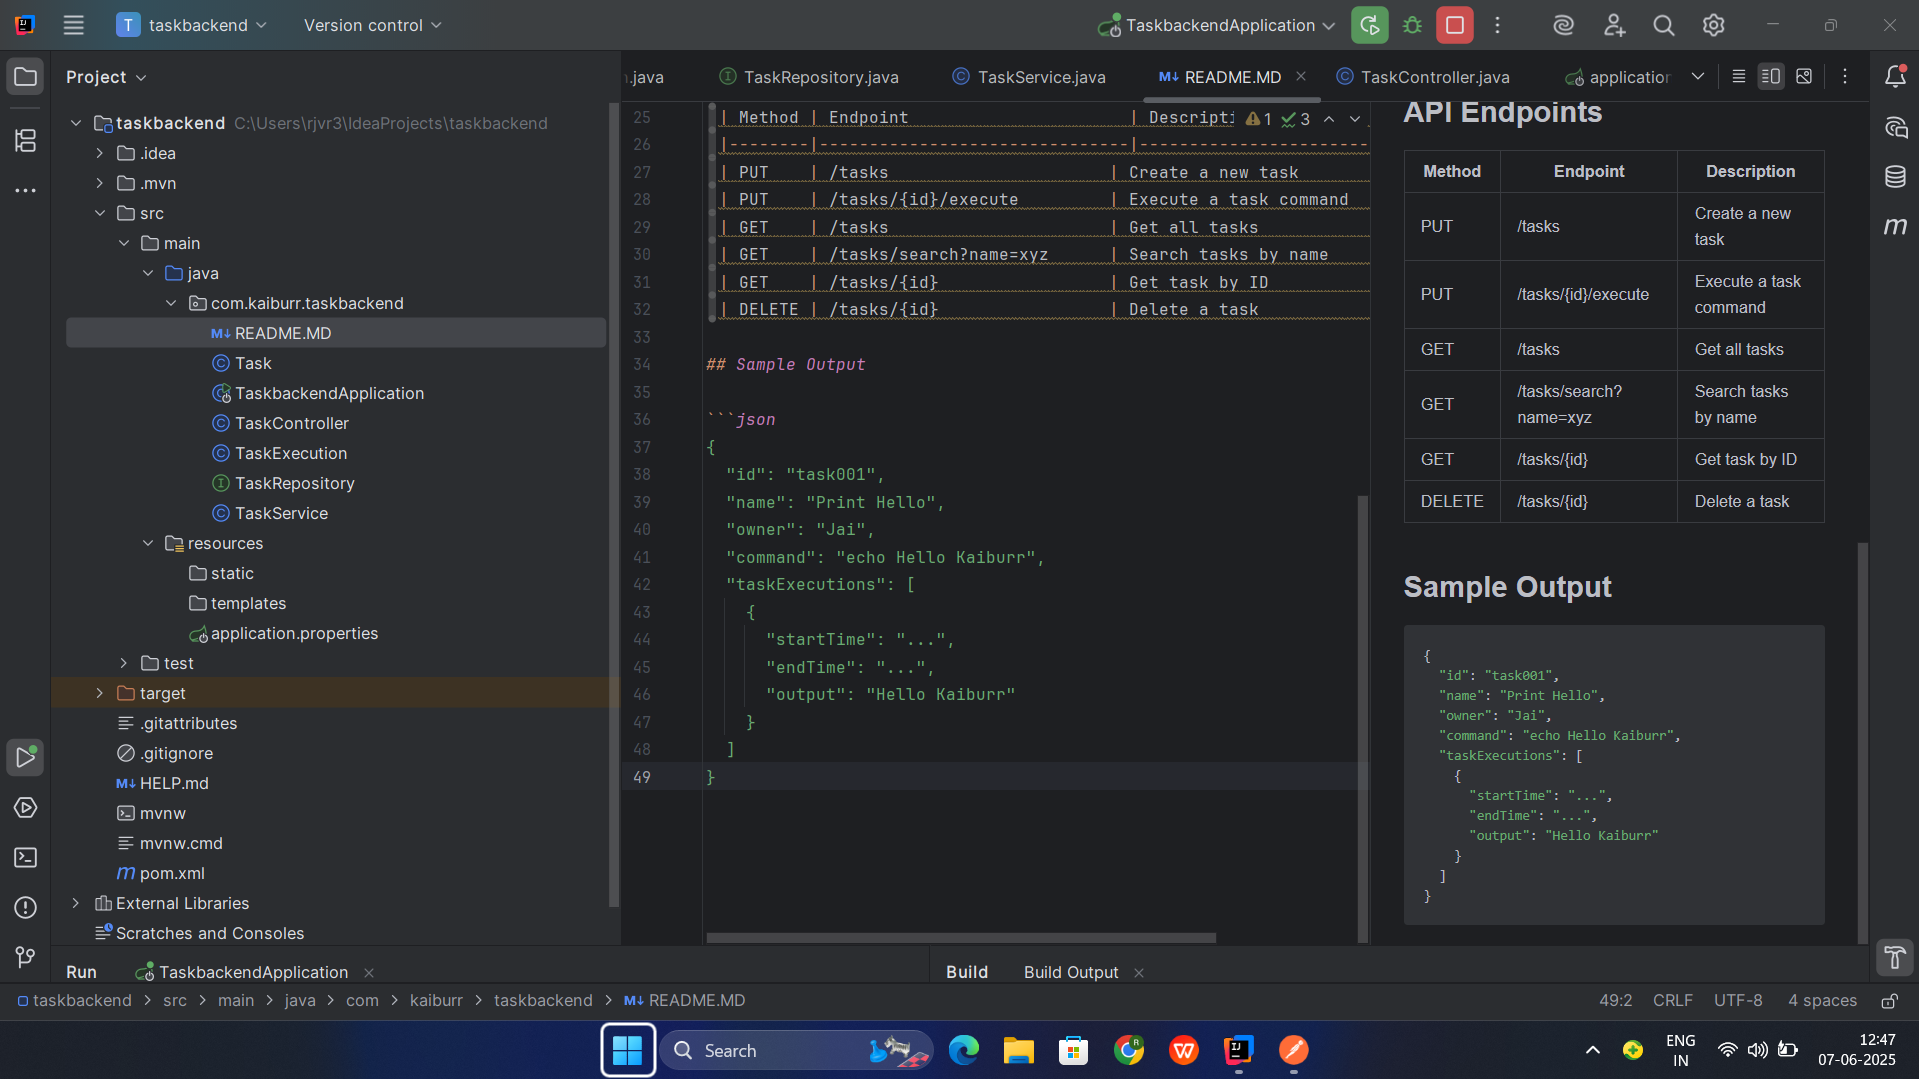 T taskbackend Version control TaskbackendApplication
Project
.java TaskRepository.java TaskService.java M↓ README.MD TaskController.java
taskbackend C:\Users\rjvr3\IdeaProjects\taskbackend
.idea
.mvn
src
main
java
com.kaiburr.taskbackend
M↓ README.MD
Task
TaskbackendApplication
TaskController
TaskExecution
TaskRepository
TaskService
resources
static
templates
application.properties
test
target
.gitattributes
.gitignore
M↓ HELP.md
mvnw
mvnw.cmd
m pom.xml
External Libraries
Scratches and Consoles
25 | Method | Endpoint | 1 3
26 |--------|-------------------------------|-----------------------
27 | PUT | /tasks | Create a new task
28 | PUT | /tasks/{id}/execute | Execute a task command
29 | GET | /tasks | Get all tasks
30 | GET | /tasks/search?name=xyz | Search tasks by name
31 | GET | /tasks/{id} | Get task by ID
32 | DELETE | /tasks/{id} | Delete a task
33
34 ## Sample Output
35
36 ```json
37 {
38 "id": "task001",
39 "name": "Print Hello",
40 "owner": "Jai",
41 "command": "echo Hello Kaiburr",
42 "taskExecutions": [
43 {
44 "startTime": "...",
45 "endTime": "...",
46 "output": "Hello Kaiburr"
47 }
48 ]
49 }
API Endpoints
Method Endpoint Description
PUT /tasks Create a new
task
PUT /tasks/{id}/execute Execute a task
command
GET /tasks Get all tasks
GET /tasks/search?
name=xyz Search tasks
by name
GET /tasks/{id} Get task by ID
DELETE /tasks/{id} Delete a task
Sample Output
{
"id": "task001",
"name": "Print Hello",
"owner": "Jai",
"command": "echo Hello Kaiburr",
"taskExecutions": [
{
"startTime": "...",
"endTime": "...",
"output": "Hello Kaiburr"
}
]
}
m
Run TaskbackendApplication Build Build Output
taskbackend > src > main > java > com > kaiburr > taskbackend > M↓ README.MD 49:2 CRLF UTF-8 4 spaces
Search
ENG
IN
12:47
07-06-2025